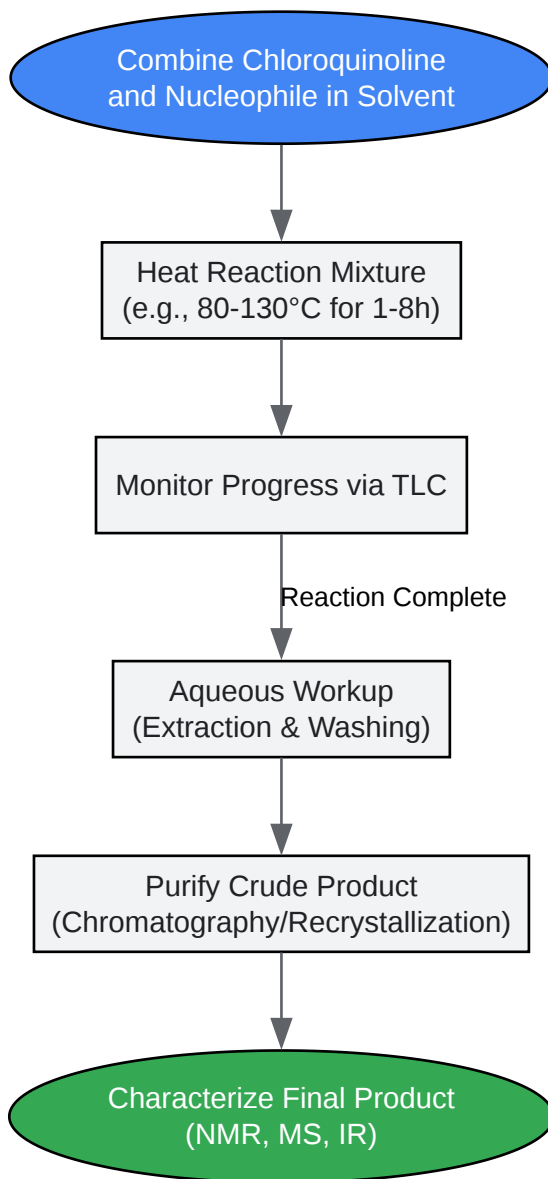 Combine Chloroquinoline
and Nucleophile in Solvent
Heat Reaction Mixture
(e.g., 80-130°C for 1-8h)
Monitor Progress via TLC
Reaction Complete
Aqueous Workup
(Extraction & Washing)
Purify Crude Product
(Chromatography/Recrystallization)
Characterize Final Product
(NMR, MS, IR)